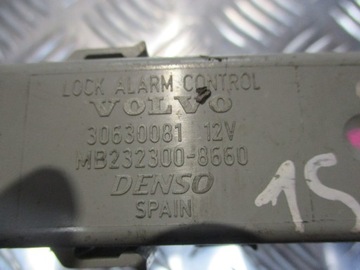 LOCK ALARM CONTROL
VOLVO
30630081 12V
MB232300-8660
DENSO
SPAIN
15